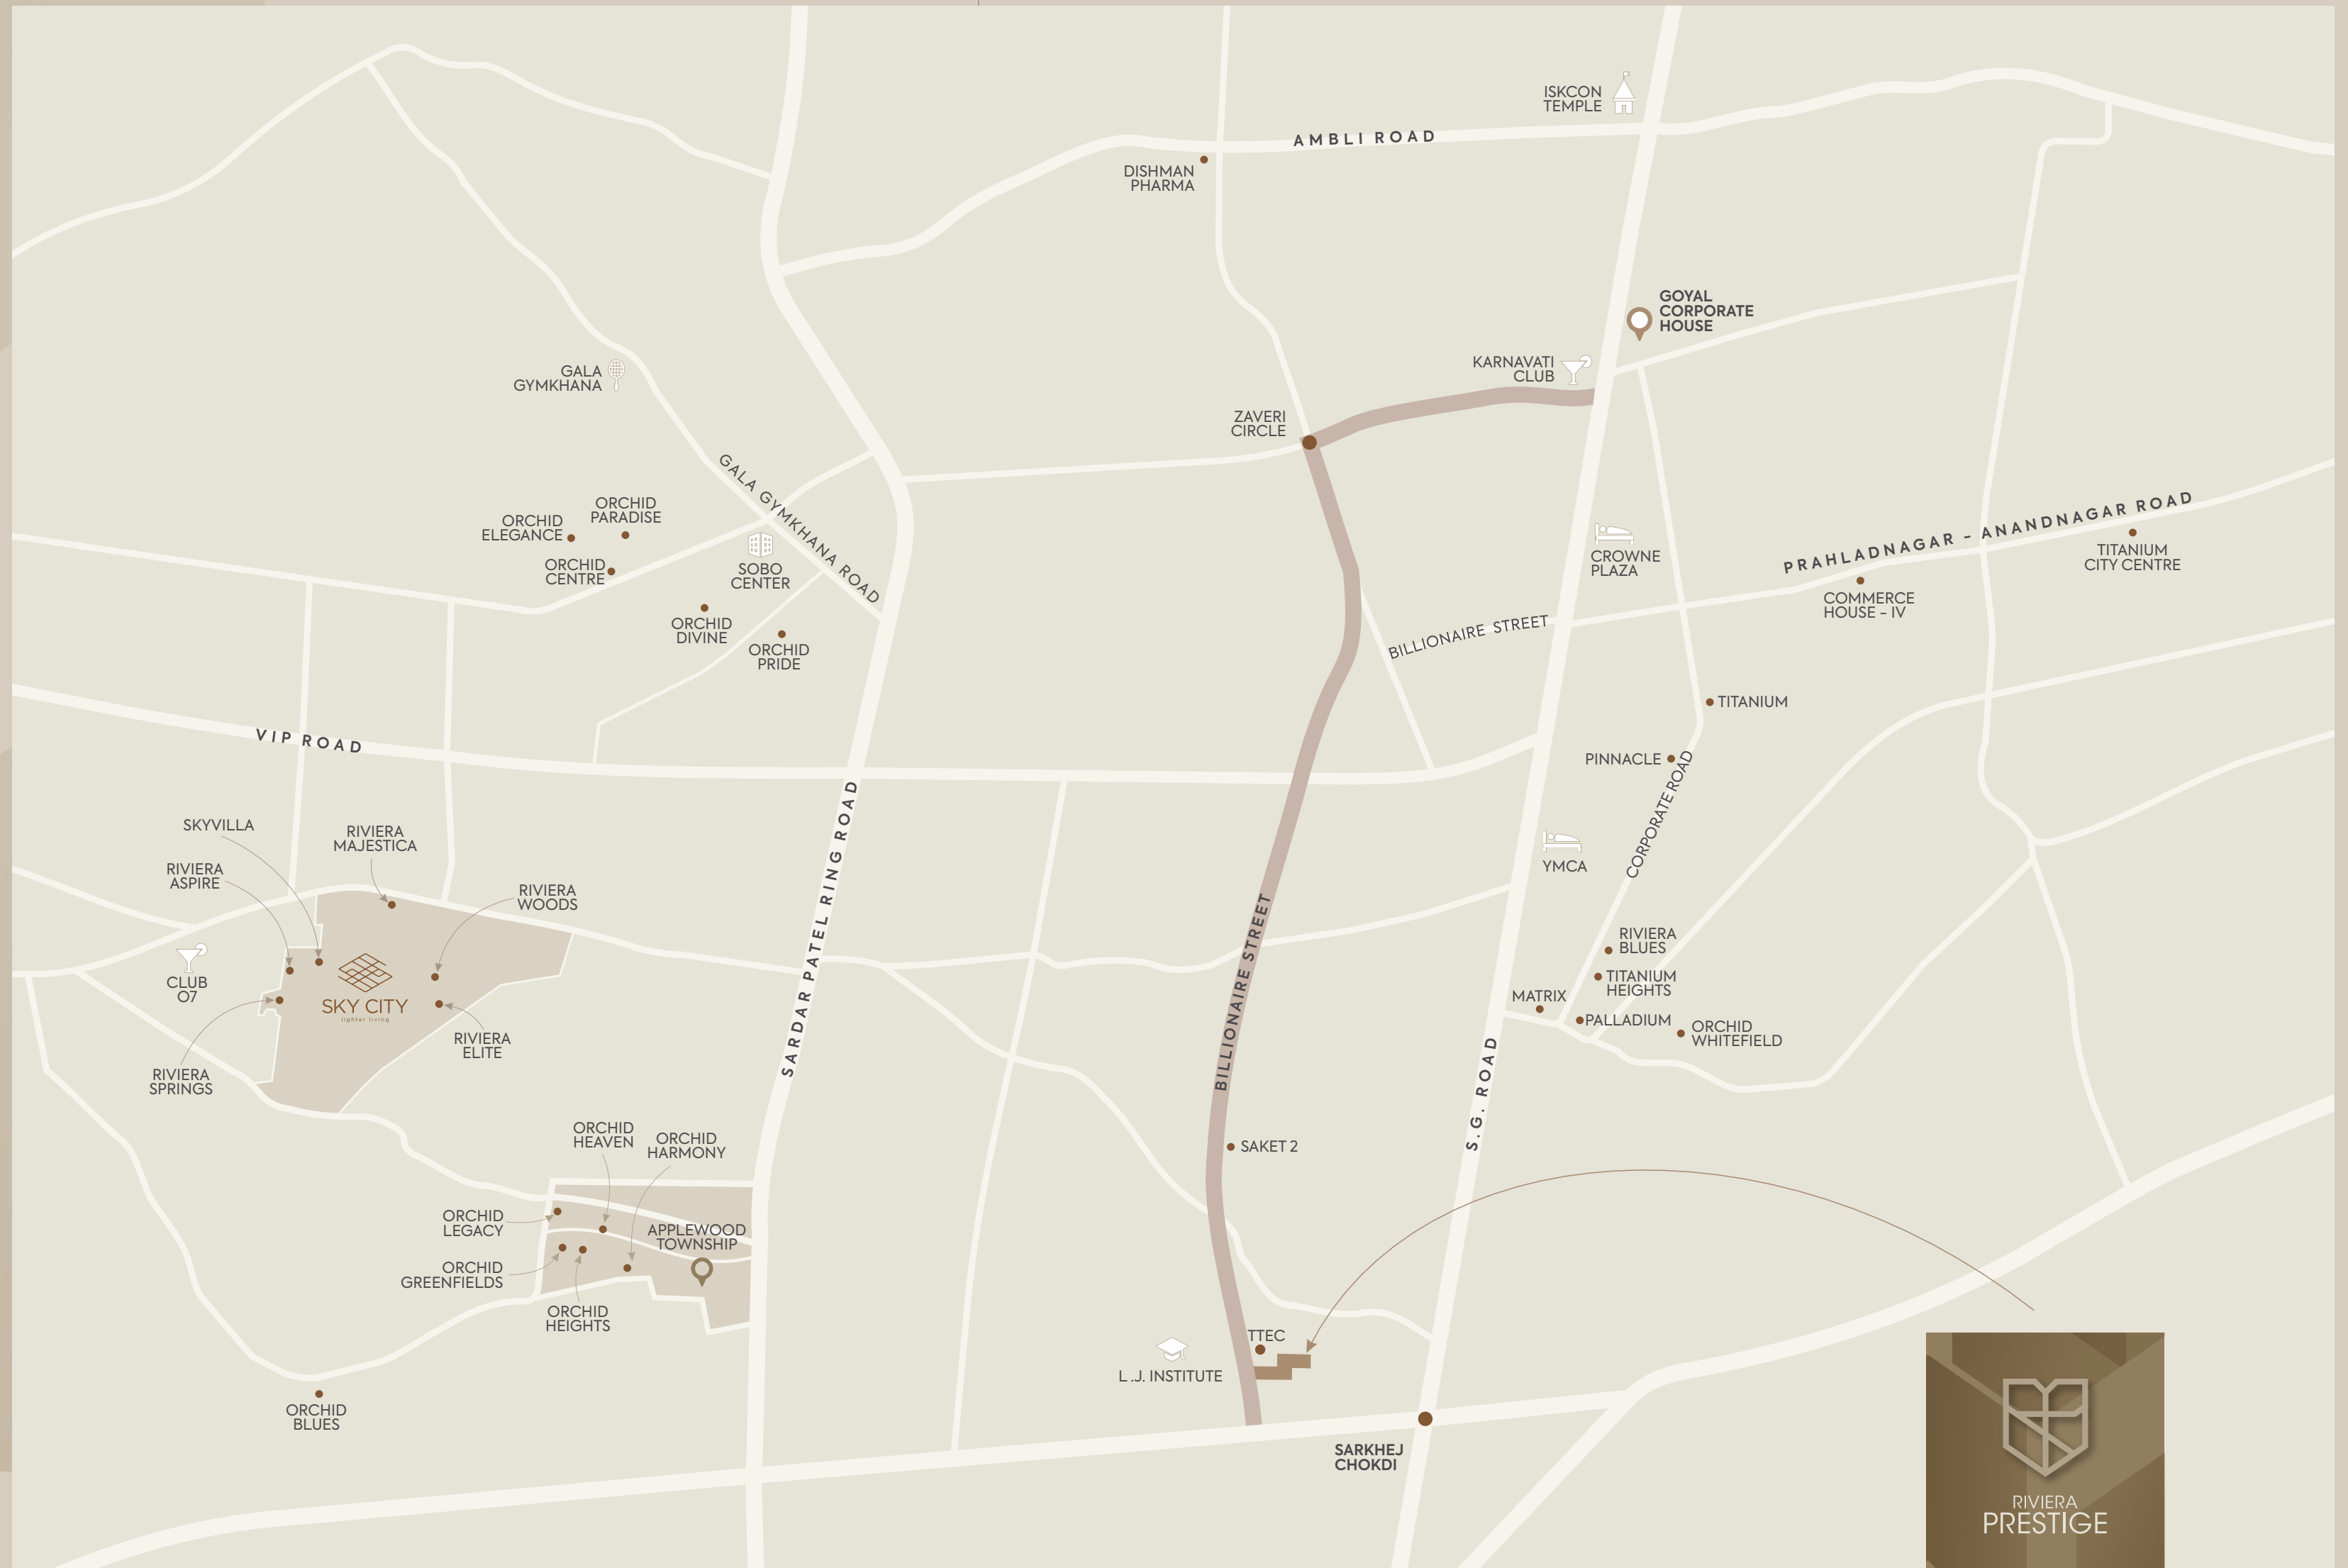 ISKCON
TEMPLE
AMBLI ROAD
DISHMAN
PHARMA
GOYAL
CORPORATE
HOUSE
KARNAVATI
CLUB
GALA
GYMKHANA
ZAVERI
CIRCLE
GALA GYMKHANA ROAD
ORCHID
PARADISE
ORCHID
ELEGANCE
ORCHID
CENTRE
SOBO
CENTER
CROWNE
PLAZA
PRAHLADNAGAR - ANANDNAGAR ROAD
TITANIUM
CITY CENTRE
COMMERCE
HOUSE - IV
ORCHID
DIVINE
ORCHID
PRIDE
BILLIONAIRE STREET
TITANIUM
VIP ROAD
PINNACLE
CORPORATE ROAD
SKYVILLA
RIVIERA
MAJESTICA
RIVIERA
ASPIRE
RIVIERA
WOODS
SARDAR PATEL RING ROAD
YMCA
BILLIONAIRE STREET
RIVIERA
BLUES
CLUB
O7
SKY CITY
lighter living
TITANIUM
HEIGHTS
MATRIX
PALLADIUM
ORCHID
WHITEFIELD
RIVIERA
ELITE
RIVIERA
SPRINGS
S.G. ROAD
ORCHID
HEAVEN
ORCHID
HARMONY
SAKET 2
ORCHID
LEGACY
APPLEWOOD
TOWNSHIP
ORCHID
GREENFIELDS
ORCHID
HEIGHTS
TTEC
L .J. INSTITUTE
ORCHID
BLUES
SARKHEJ
CHOKDI
RIVIERA
PRESTIGE